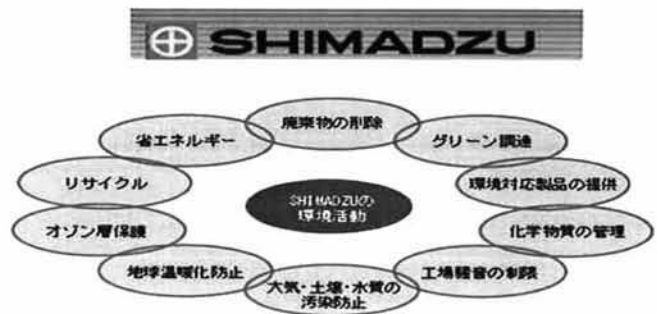 SHIMADZU
廃棄物の削除
省エネルギー
グリーン調達
リサイクル
環境対応製品の提供
SHIMADZUの
環境活動
オゾン層保護
化学物質の管理
地球温暖化防止
工場騒音の制限
大気・土壌・水質の
汚染防止